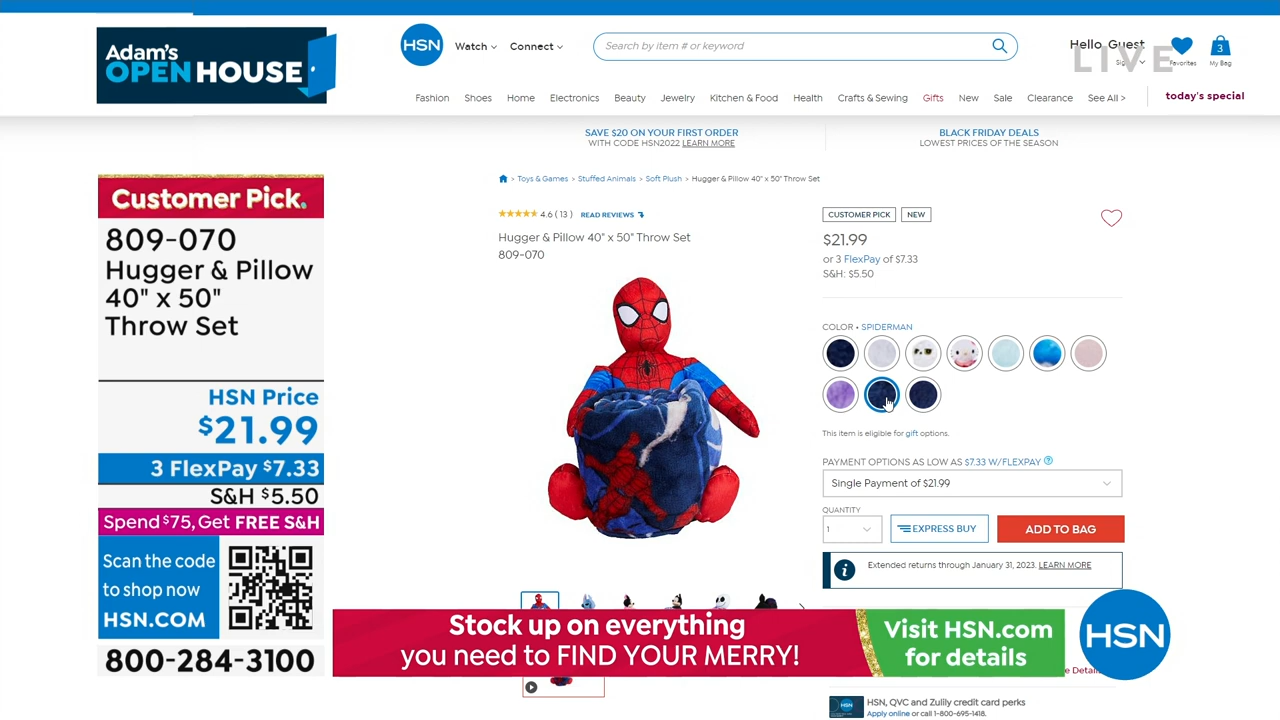 Adam's
OPEN HOUSE
HSN
Watch
Connect
Search by item # or keyword
Hello, Guest
LIVE
Favorites
3
My Bag
Fashion Shoes Home Electronics Beauty Jewelry Kitchen & Food Health Crafts & Sewing Gifts New Sale Clearance See All >
today's special
SAVE $20 ON YOUR FIRST ORDER
WITH CODE HSN2022 LEARN MORE
BLACK FRIDAY DEALS
LOWEST PRICES OF THE SEASON
Customer Pick.
809-070
Hugger & Pillow
40" x 50"
Throw Set
HSN Price
$21.99
3 FlexPay $7.33
S&H $5.50
Spend $75, Get FREE S&H
Scan the code
to shop now
HSN.COM
800-284-3100
> Toys & Games > Stuffed Animals > Soft Plush > Hugger & Pillow 40" x 50" Throw Set
4.6 ( 13 ) READ REVIEWS
Hugger & Pillow 40" x 50" Throw Set
809-070
CUSTOMER PICK NEW
$21.99
or 3 FlexPay of $7.33
S&H: $5.50
COLOR • SPIDERMAN
This item is eligible for gift options.
PAYMENT OPTIONS AS LOW AS $7.33 W/FLEXPAY ?
Single Payment of $21.99
QUANTITY
1
EXPRESS BUY
ADD TO BAG
i
Extended returns through January 31, 2023. LEARN MORE
Stock up on everything
you need to FIND YOUR MERRY!
Visit HSN.com
for details
HSN
HSN
HSN, QVC and Zulily credit card perks
Apply online or call 1-800-695-1418.